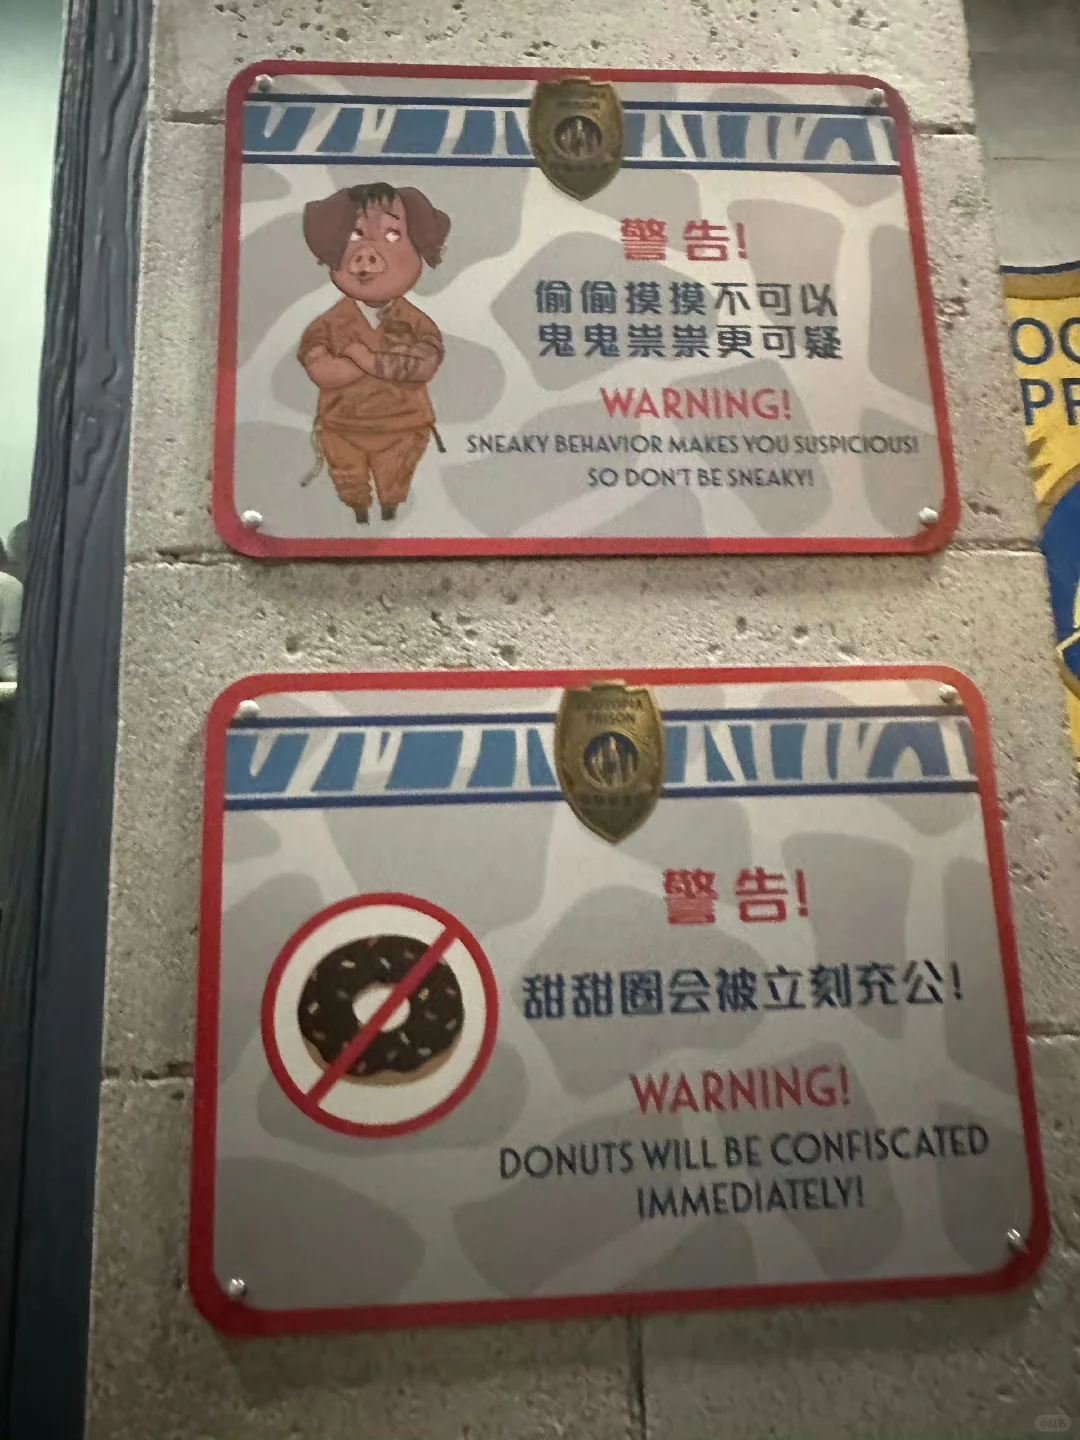 警告!
偷偷摸摸不可以
鬼鬼祟祟更可疑
WARNING!
SNEAKY BEHAVIOR MAKES YOU SUSPICIOUS!
SO DON'T BE SNEAKY!
ZOOTOPIA
PRISON
警告!
甜甜圈会被立刻充公!
WARNING!
DONUTS WILL BE CONFISCATED
IMMEDIATELY!